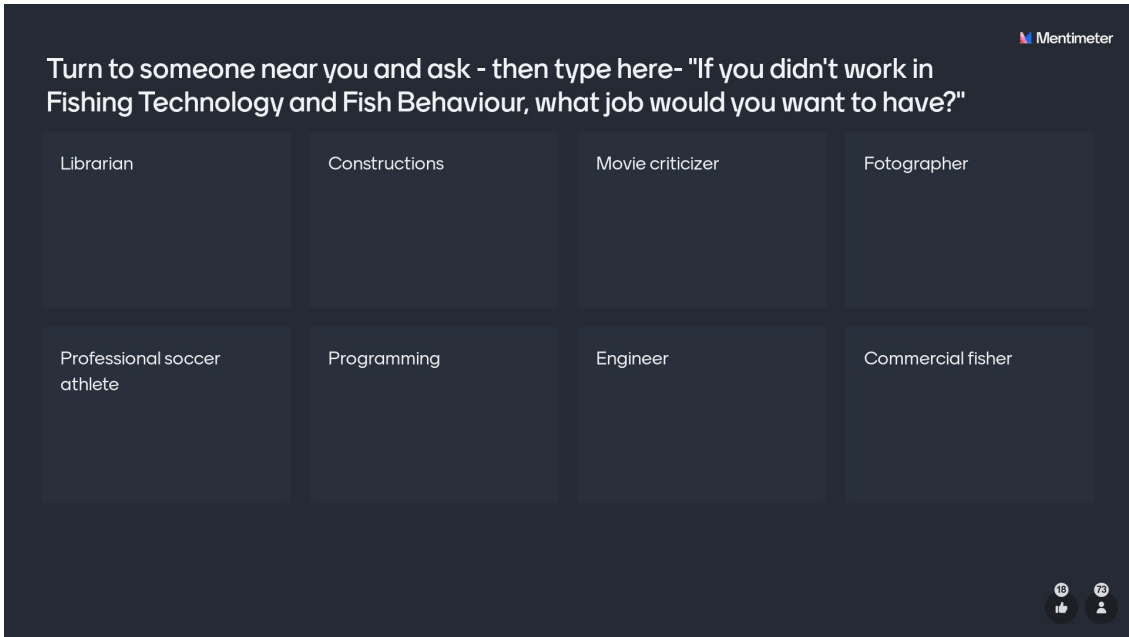 Mentimeter
Turn to someone near you and ask - then type here- "If you didn't work in
Fishing Technology and Fish Behaviour, what job would you want to have?"
Librarian
Constructions
Movie criticizer
Fotographer
Professional soccer
athlete
Programming
Engineer
Commercial fisher
18
73